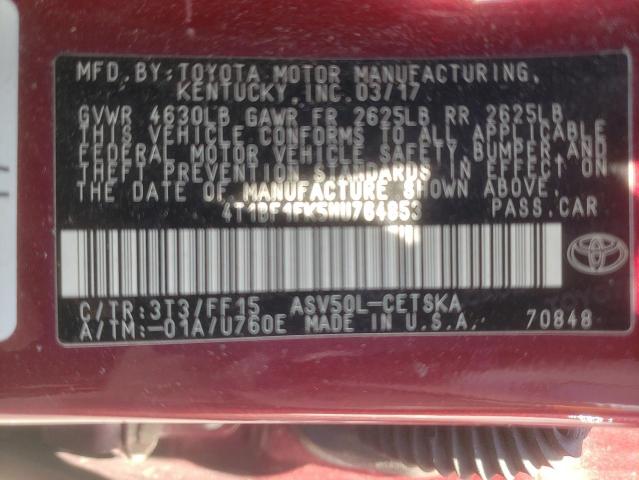 MFD. BY: TOYOTA MOTOR MANUFACTURING,
KENTUCKY, INC. 03/17
GVWR 4630LB GAWR FR 2625LB RR 2625LB
THIS VEHICLE CONFORMS TO ALL APPLICABLE
FEDERAL MOTOR VEHICLE SAFETY, BUMPER, AND
THEFT PREVENTION STANDARDS IN EFFECT ON
THE DATE OF MANUFACTURE SHOWN ABOVE.
PASS. CAR
C/TR: 3T3/FF15 ASV50L-CETSKA
A/TM: -01A/U760E MADE IN U.S.A. 70848
TOYOTA